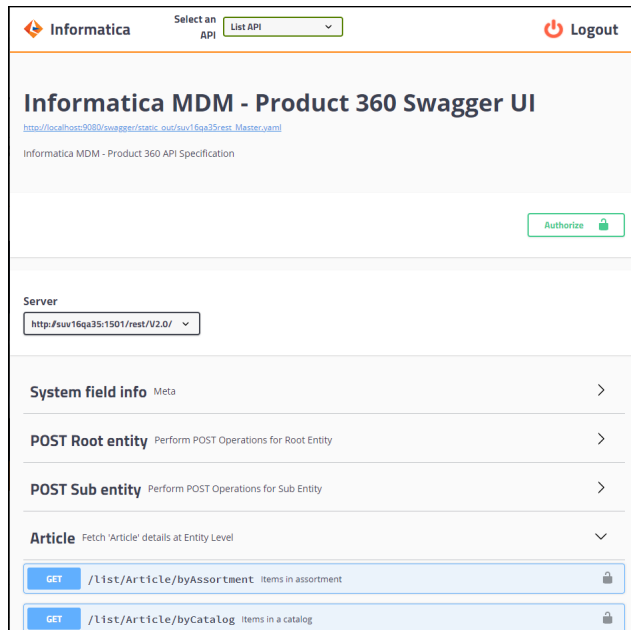 Informatica
Select an API
List API
Logout
Informatica MDM - Product 360 Swagger UI
http://localhost:9080/swagger/static_out/suv16qa35rest_Master.yaml
Informatica MDM - Product 360 API Specification
Authorize
Server
http://suv16qa35:1501/rest/V2.0/
System field info Meta
POST Root entity Perform POST Operations for Root Entity
POST Sub entity Perform POST Operations for Sub Entity
Article Fetch 'Article' details at Entity Level
GET /list/Article/byAssortment Items in assortment
GET /list/Article/byCatalog Items in a catalog